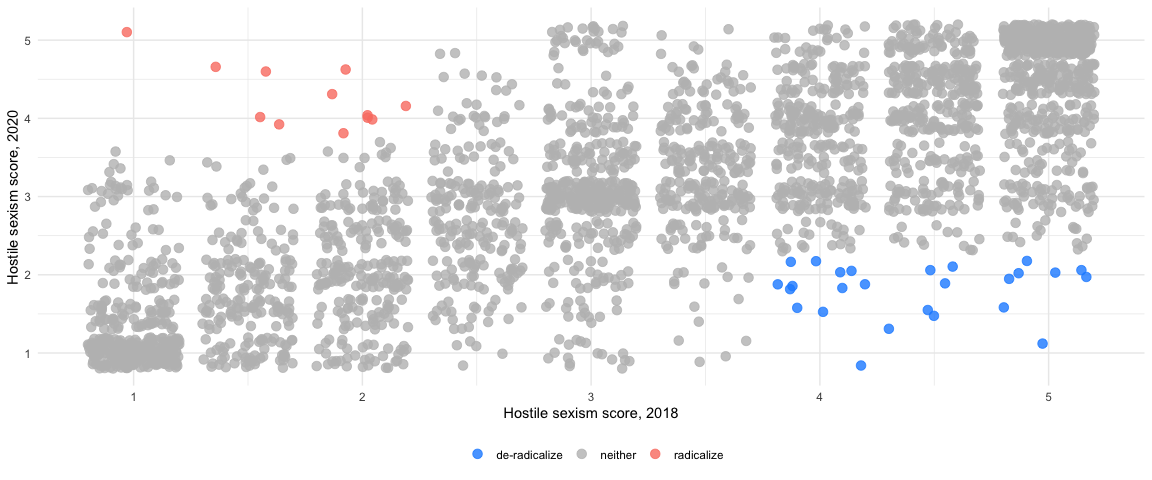 Hostile sexism score, 2020
5
4
3
2
1
1 2 3 4 5
Hostile sexism score, 2018
de-radicalize neither radicalize